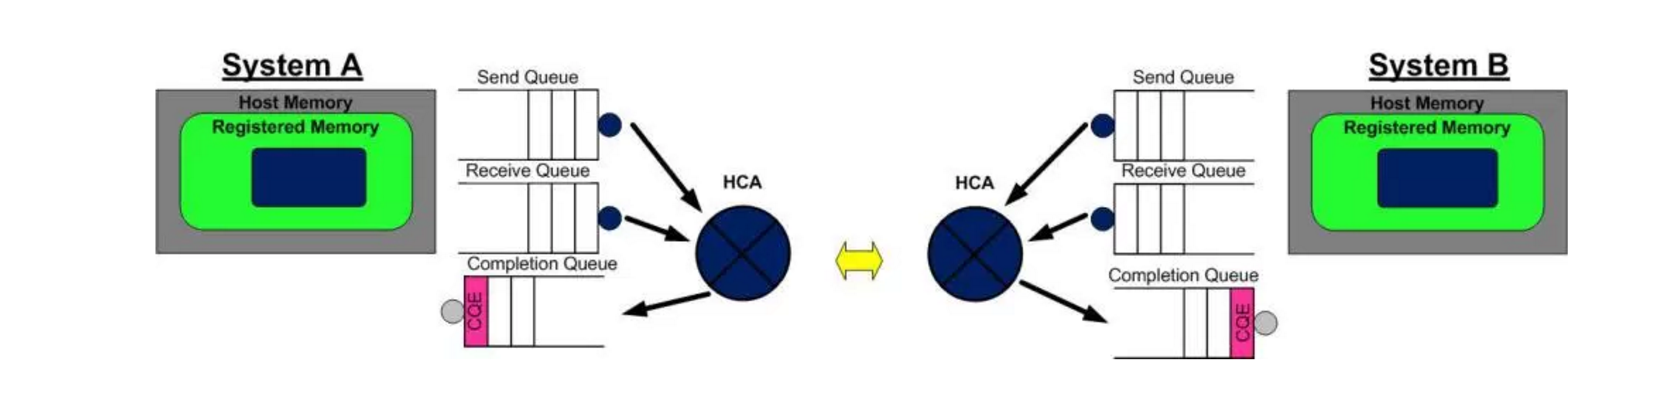 System A
Host Memory
Registered Memory
Send Queue
Receive Queue
Completion Queue
CQE
HCA
HCA
Send Queue
Receive Queue
Completion Queue
CQE
System B
Host Memory
Registered Memory